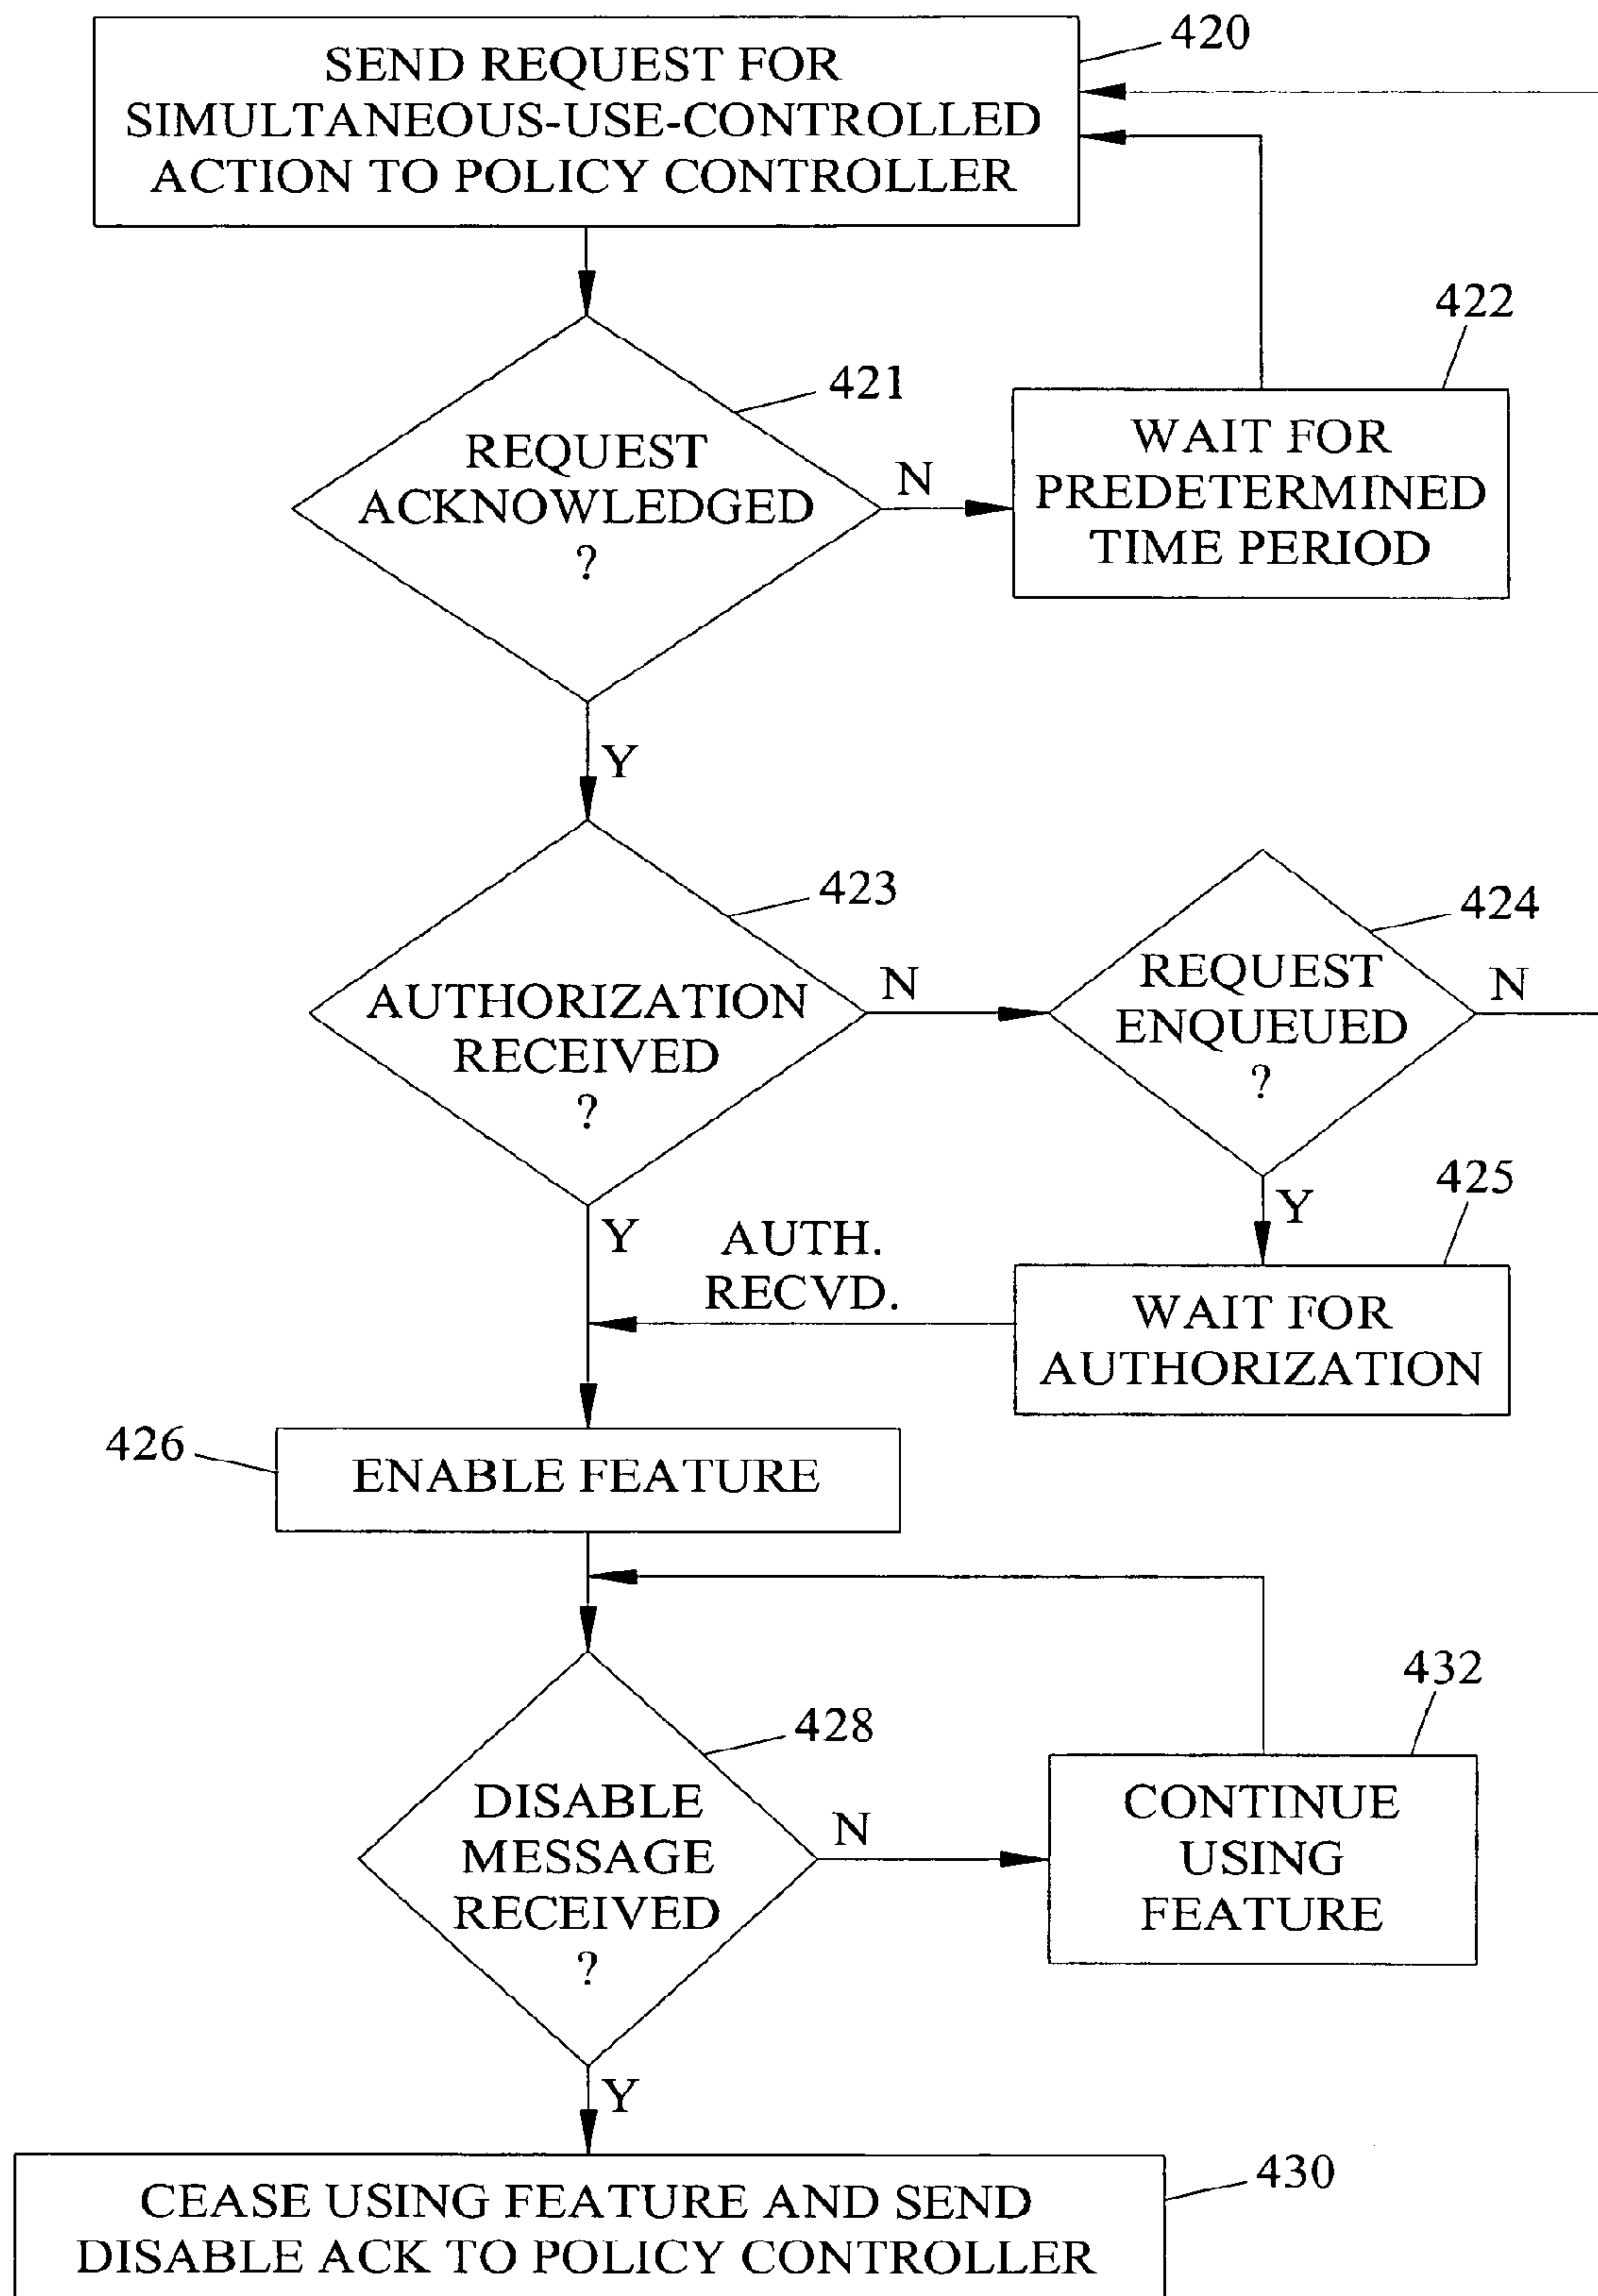 SEND REQUEST FOR
SIMULTANEOUS-USE-CONTROLLED
ACTION TO POLICY CONTROLLER
420
422
421
REQUEST
ACKNOWLEDGED
?
N
WAIT FOR
PREDETERMINED
TIME PERIOD
Y
423
AUTHORIZATION
RECEIVED
?
N
424
REQUEST
ENQUEUED
?
N
Y
425
Y
AUTH.
RECVD.
WAIT FOR
AUTHORIZATION
426
ENABLE FEATURE
432
428
DISABLE
MESSAGE
RECEIVED
?
N
CONTINUE
USING
FEATURE
Y
430
CEASE USING FEATURE AND SEND
DISABLE ACK TO POLICY CONTROLLER